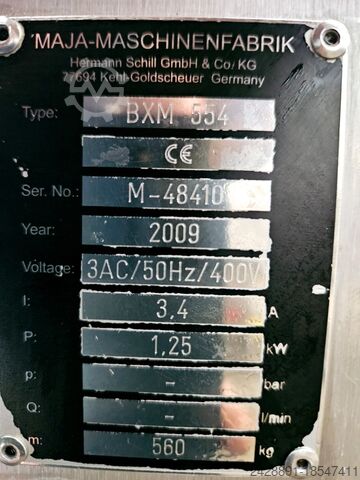 MAJA-MASCHINENFABRIK
Hermann Schill GmbH & Co. KG
77694 Kehl-Goldscheuer Germany
Type: BXM 554
CE
Ser. No.: M-48410
Year: 2009
Voltage: 3AC/50Hz/400V
I: 3,4 A
P: 1,25 kW
p: - bar
Q: - l/min
m: 560 kg
2428891-18547411